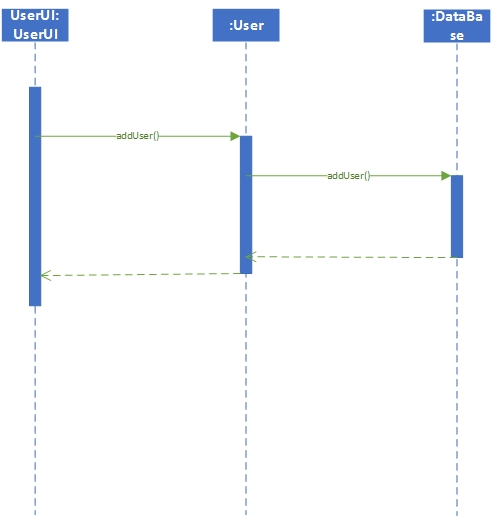 UserUI:
UserUI
:User
:DataBa
se
addUser()
addUser()